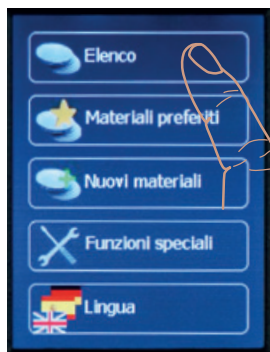 Elenco
Materiali preferiti
Nuovi materiali
Funzioni speciali
Lingua